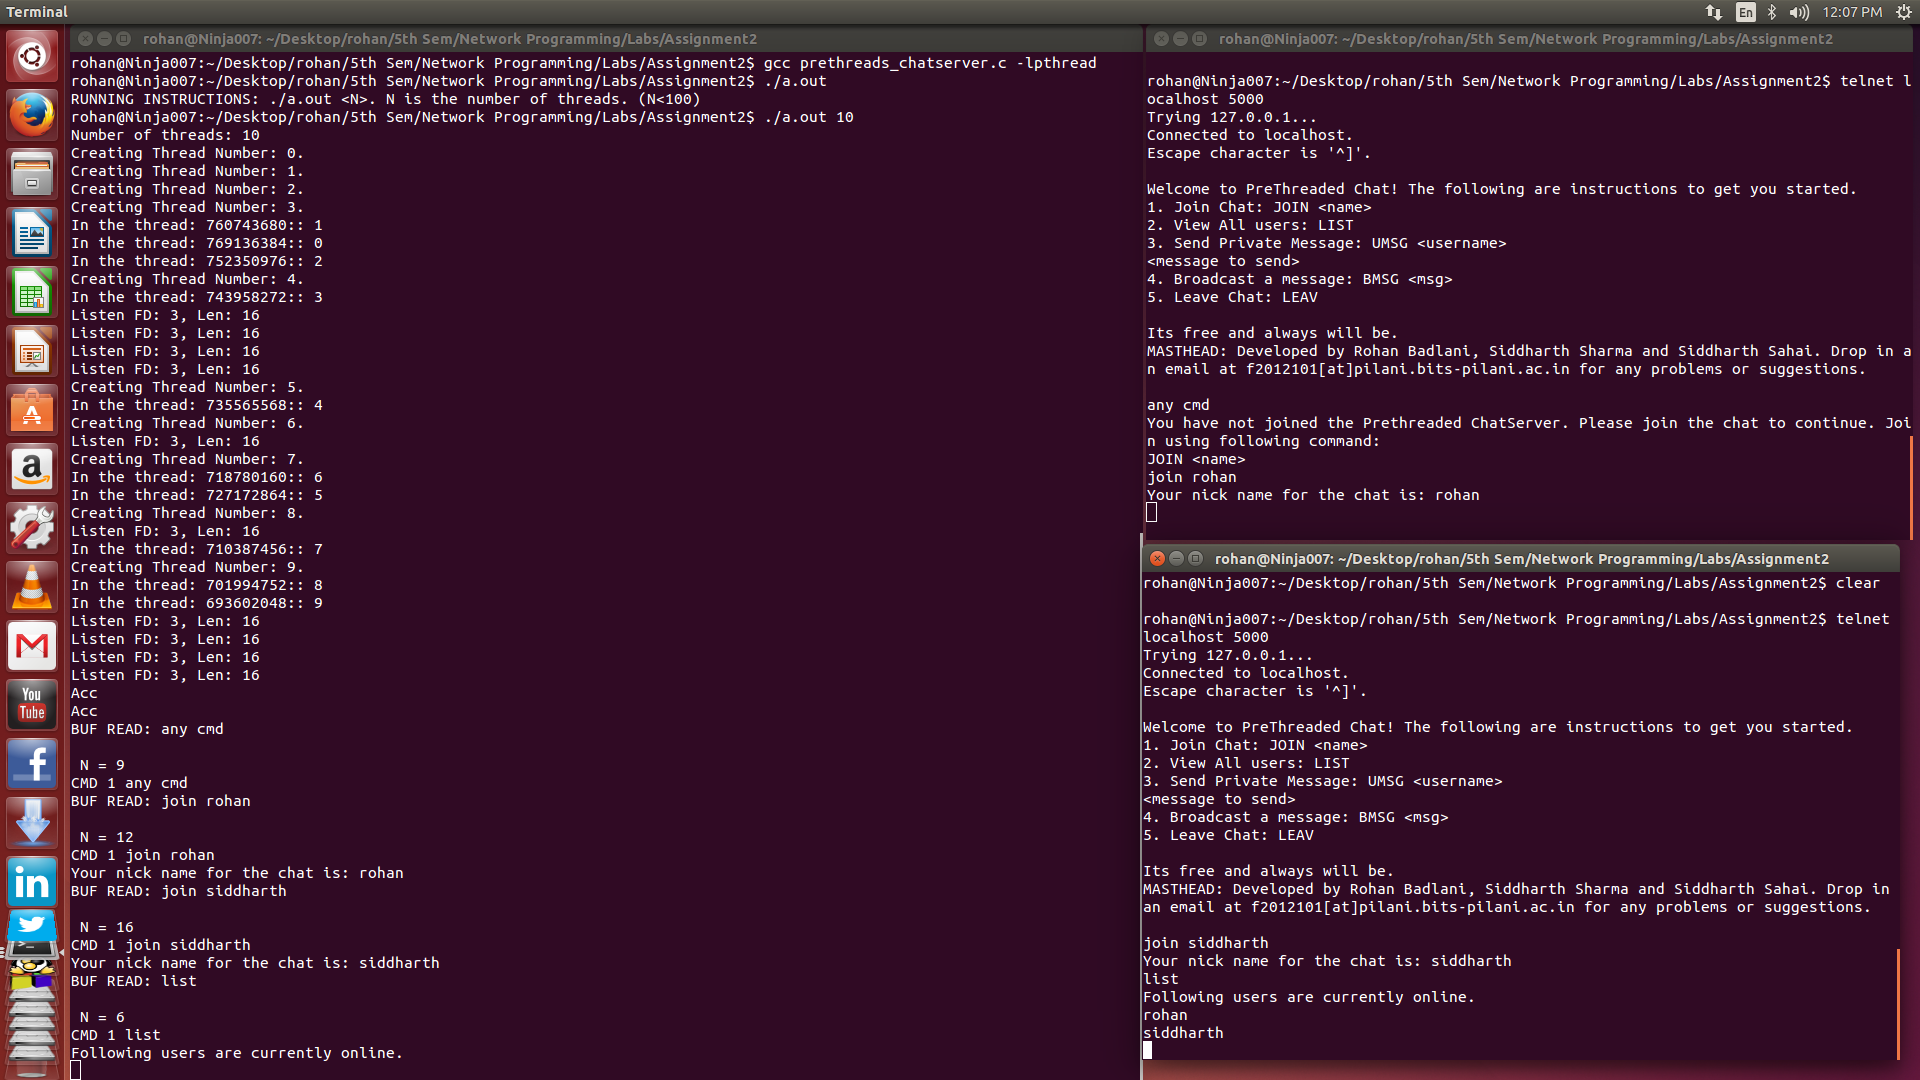 Terminal
En
12:07 PM
rohan@Ninja007: ~/Desktop/rohan/5th Sem/Network Programming/Labs/Assignment2
rohan@Ninja007:~/Desktop/rohan/5th Sem/Network Programming/Labs/Assignment2$ gcc prethreads_chatserver.c -lpthread
rohan@Ninja007:~/Desktop/rohan/5th Sem/Network Programming/Labs/Assignment2$ ./a.out
RUNNING INSTRUCTIONS: ./a.out <N>. N is the number of threads. (N<100)
rohan@Ninja007:~/Desktop/rohan/5th Sem/Network Programming/Labs/Assignment2$ ./a.out 10
Number of threads: 10
Creating Thread Number: 0.
Creating Thread Number: 1.
Creating Thread Number: 2.
Creating Thread Number: 3.
In the thread: 760743680:: 1
In the thread: 769136384:: 0
In the thread: 752350976:: 2
Creating Thread Number: 4.
In the thread: 743958272:: 3
Listen FD: 3, Len: 16
Listen FD: 3, Len: 16
Listen FD: 3, Len: 16
Listen FD: 3, Len: 16
Creating Thread Number: 5.
In the thread: 735565568:: 4
Creating Thread Number: 6.
Listen FD: 3, Len: 16
Creating Thread Number: 7.
In the thread: 718780160:: 6
In the thread: 727172864:: 5
Creating Thread Number: 8.
Listen FD: 3, Len: 16
In the thread: 710387456:: 7
Creating Thread Number: 9.
In the thread: 701994752:: 8
In the thread: 693602048:: 9
Listen FD: 3, Len: 16
Listen FD: 3, Len: 16
Listen FD: 3, Len: 16
Listen FD: 3, Len: 16
Acc
Acc
BUF READ: any cmd
N = 9
CMD 1 any cmd
BUF READ: join rohan
N = 12
CMD 1 join rohan
Your nick name for the chat is: rohan
BUF READ: join siddharth
N = 16
CMD 1 join siddharth
Your nick name for the chat is: siddharth
BUF READ: list
N = 6
CMD 1 list
Following users are currently online.
rohan@Ninja007: ~/Desktop/rohan/5th Sem/Network Programming/Labs/Assignment2
rohan@Ninja007:~/Desktop/rohan/5th Sem/Network Programming/Labs/Assignment2$ telnet l
ocalhost 5000
Trying 127.0.0.1...
Connected to localhost.
Escape character is '^]'.
Welcome to PreThreaded Chat! The following are instructions to get you started.
1. Join Chat: JOIN <name>
2. View All users: LIST
3. Send Private Message: UMSG <username>
<message to send>
4. Broadcast a message: BMSG <msg>
5. Leave Chat: LEAV
Its free and always will be.
MASTHEAD: Developed by Rohan Badlani, Siddharth Sharma and Siddharth Sahai. Drop in a
n email at f2012101[at]pilani.bits-pilani.ac.in for any problems or suggestions.
any cmd
You have not joined the Prethreaded ChatServer. Please join the chat to continue. Joi
n using following command:
JOIN <name>
join rohan
Your nick name for the chat is: rohan
rohan@Ninja007: ~/Desktop/rohan/5th Sem/Network Programming/Labs/Assignment2
rohan@Ninja007:~/Desktop/rohan/5th Sem/Network Programming/Labs/Assignment2$ clear
rohan@Ninja007:~/Desktop/rohan/5th Sem/Network Programming/Labs/Assignment2$ telnet
localhost 5000
Trying 127.0.0.1...
Connected to localhost.
Escape character is '^]'.
Welcome to PreThreaded Chat! The following are instructions to get you started.
1. Join Chat: JOIN <name>
2. View All users: LIST
3. Send Private Message: UMSG <username>
<message to send>
4. Broadcast a message: BMSG <msg>
5. Leave Chat: LEAV
Its free and always will be.
MASTHEAD: Developed by Rohan Badlani, Siddharth Sharma and Siddharth Sahai. Drop in
an email at f2012101[at]pilani.bits-pilani.ac.in for any problems or suggestions.
join siddharth
Your nick name for the chat is: siddharth
list
Following users are currently online.
rohan
siddharth
You
Tube